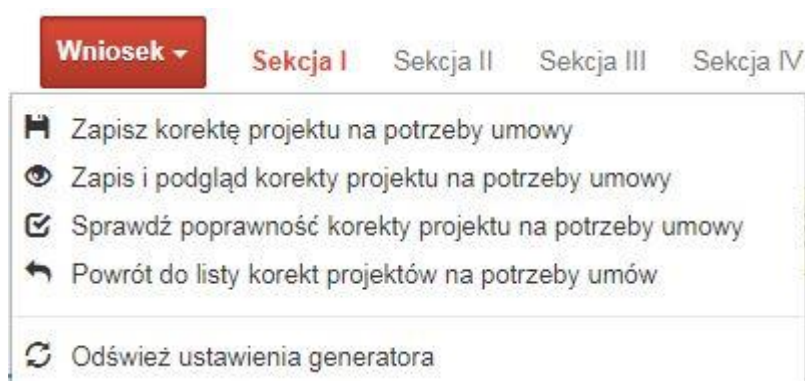 Wniosek
Sekcja I Sekcja II Sekcja III Sekcja IV
Zapisz korektę projektu na potrzeby umowy
Zapis i podgląd korekty projektu na potrzeby umowy
Sprawdź poprawność korekty projektu na potrzeby umowy
Powrót do listy korekt projektów na potrzeby umów
Odśwież ustawienia generatora